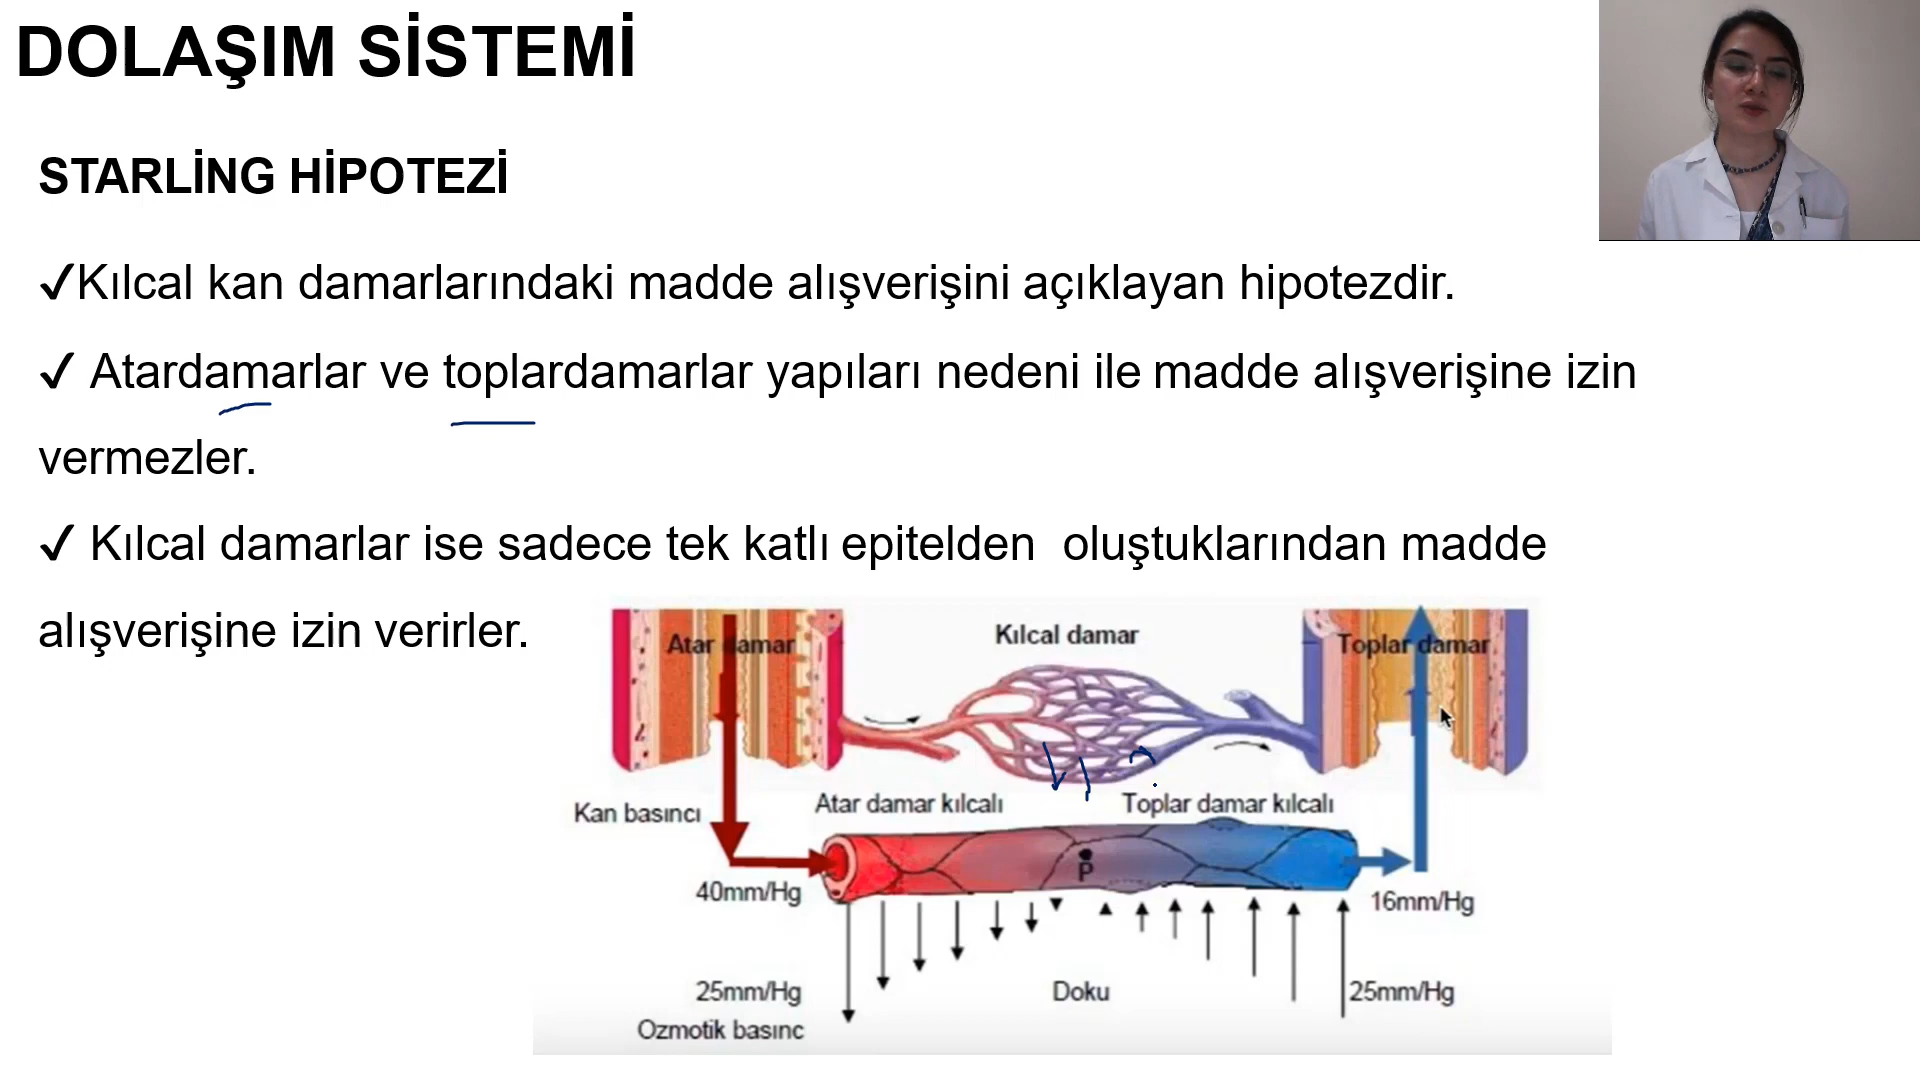 DOLAŞIM SİSTEMİ
STARLİNG HİPOTEZİ
✓Kılcal kan damarlarındaki madde alışverişini açıklayan hipotezdir.
✓ Atardamarlar ve toplardamarlar yapıları nedeni ile madde alışverişine izin
vermezler.
✓ Kılcal damarlar ise sadece tek katlı epitelden oluştuklarından madde
alışverişine izin verirler.
Atar damar
Kılcal damar
Toplar damar
Kan basıncı
Atar damar kılcalı
Toplar damar kılcalı
P
40mm/Hg
16mm/Hg
25mm/Hg
Doku
25mm/Hg
Ozmotik basınc